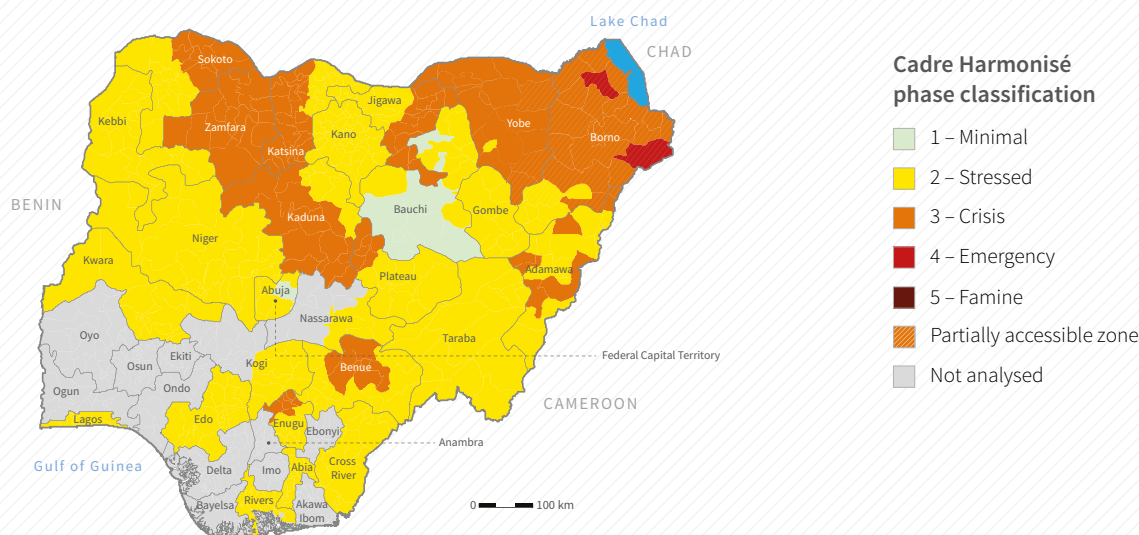 Lake Chad
CHAD
Sokoto
Jigawa
Kebbi
Zamfara
Kano
Yobe
Borno
Katsina
BENIN
Bauchi
Gombe
Kaduna
Niger
Kwara
Adamawa
Plateau
Abuja
Nassarawa
Oyo
Taraba
Ekiti
Federal Capital Territory
Osun
Kogi
Benue
Ogun
Ondo
CAMEROON
Lagos
Edo
Enugu
Ebonyi
Anambra
Gulf of Guinea
Delta
Imo
Abia
Cross
River
Bayelsa
Rivers
Akawa
Ibom
0 100 km
Cadre Harmonisé
phase classification
1 – Minimal
2 – Stressed
3 – Crisis
4 – Emergency
5 – Famine
Partially accessible zone
Not analysed